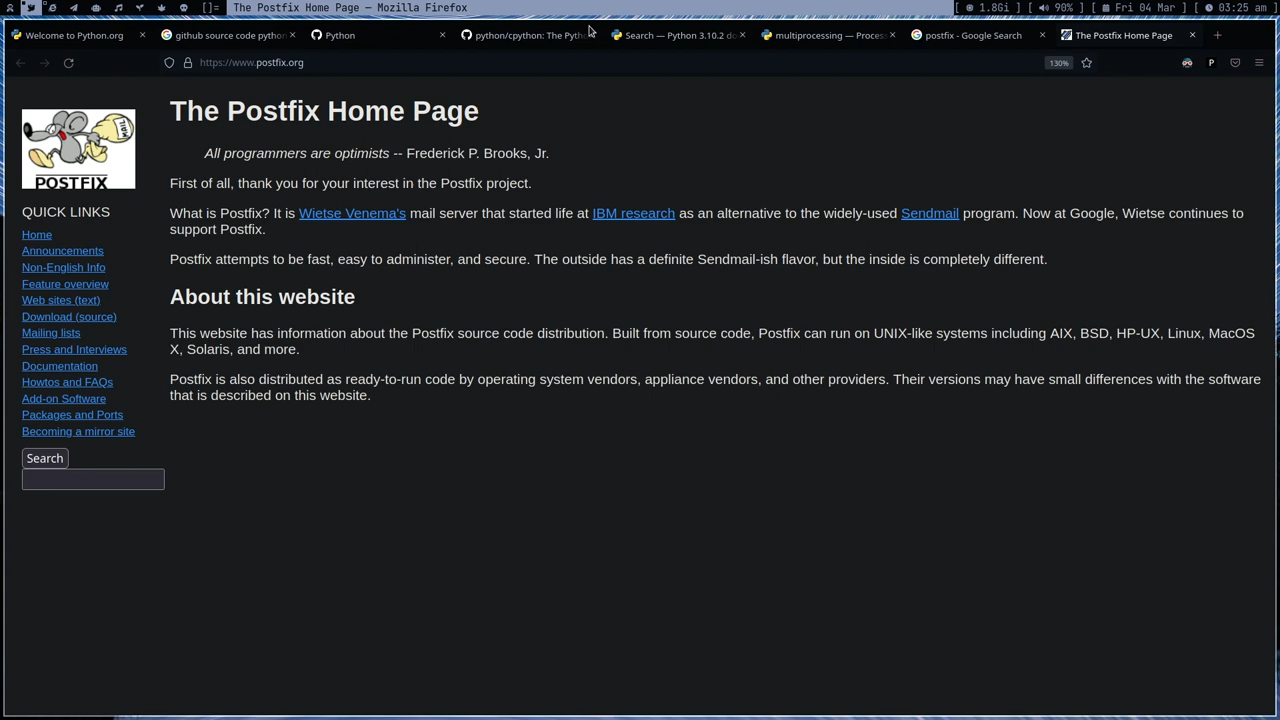 []= The Postfix Home Page — Mozilla Firefox [ 1.8Gi ] [ 90% ] [ Fri 04 Mar ] [ 03:25 am ]
Welcome to Python.org github source code python Python python/cpython: The Pyth Search — Python 3.10.2 do multiprocessing — Process postfix - Google Search The Postfix Home Page
https://www.postfix.org 130% P
MAIL
POSTFIX
QUICK LINKS
Home
Announcements
Non-English Info
Feature overview
Web sites (text)
Download (source)
Mailing lists
Press and Interviews
Documentation
Howtos and FAQs
Add-on Software
Packages and Ports
Becoming a mirror site
Search
The Postfix Home Page
All programmers are optimists -- Frederick P. Brooks, Jr.
First of all, thank you for your interest in the Postfix project.
What is Postfix? It is Wietse Venema's mail server that started life at IBM research as an alternative to the widely-used Sendmail program. Now at Google, Wietse continues to
support Postfix.
Postfix attempts to be fast, easy to administer, and secure. The outside has a definite Sendmail-ish flavor, but the inside is completely different.
About this website
This website has information about the Postfix source code distribution. Built from source code, Postfix can run on UNIX-like systems including AIX, BSD, HP-UX, Linux, MacOS
X, Solaris, and more.
Postfix is also distributed as ready-to-run code by operating system vendors, appliance vendors, and other providers. Their versions may have small differences with the software
that is described on this website.